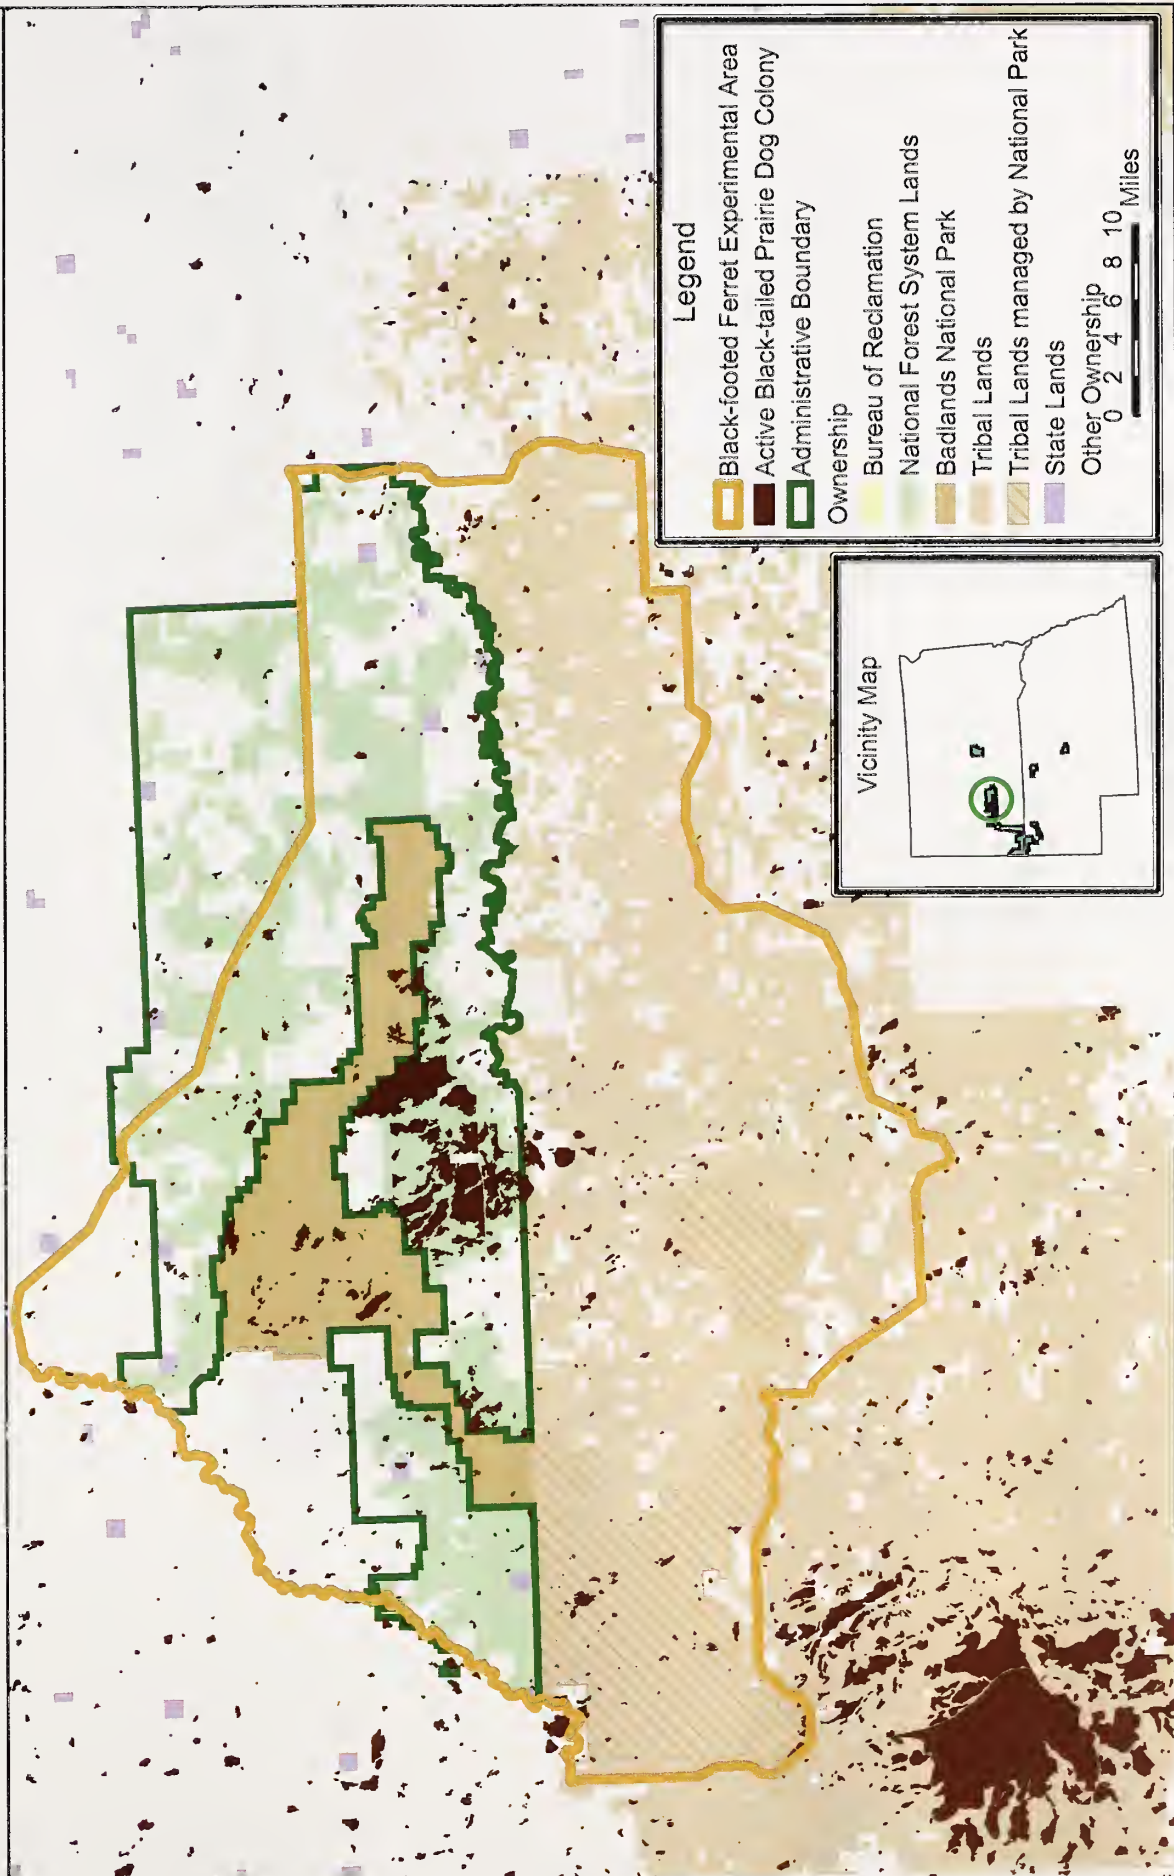 Legend
Black-footed Ferret Experimental Area
Active Black-tailed Prairie Dog Colony
Administrative Boundary
Ownership
Bureau of Reclamation
National Forest System Lands
Badlands National Park
Tribal Lands
Tribal Lands managed by National Park
State Lands
Other Ownership
0 2 4 6 8 10
Miles
Vicinity Map